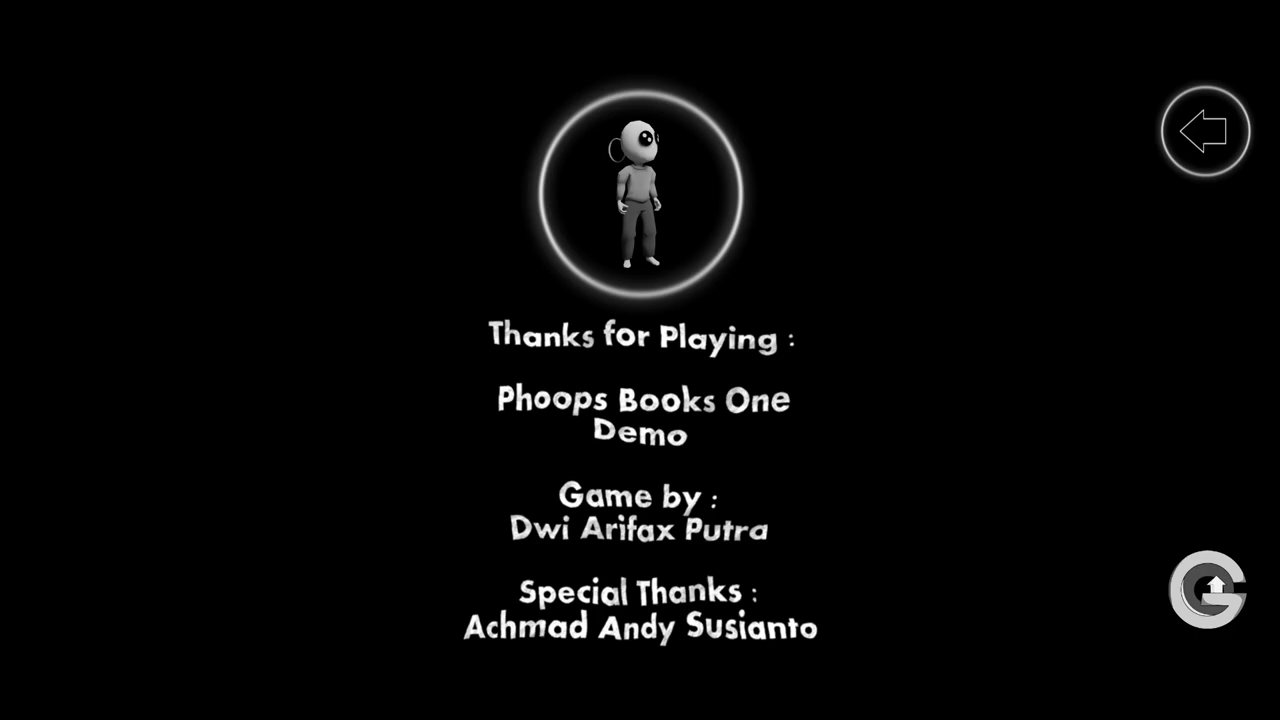 Thanks for Playing :
Phoops Books One
Demo
Game by :
Dwi Arifax Putra
Special Thanks :
Achmad Andy Susianto